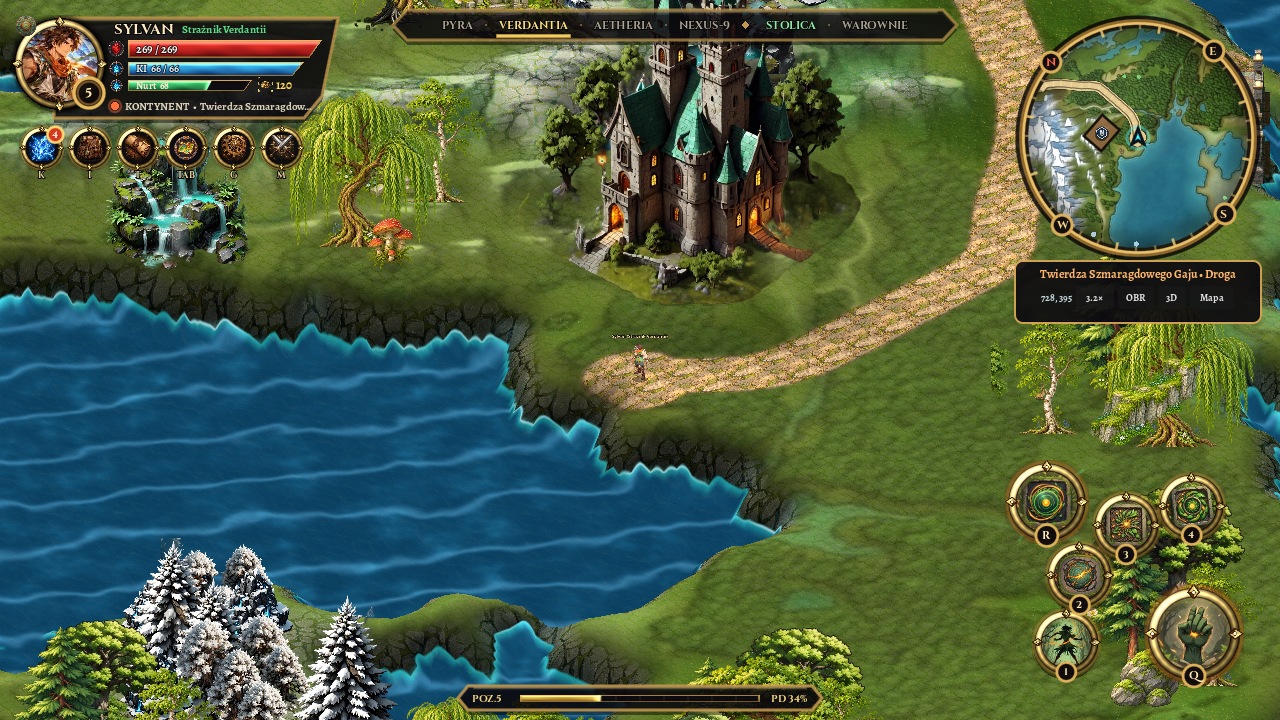 PYRA · VERDANTIA · AETHERIA · NEXUS-9 ◆ STOLICA · WAROWNIE
SYLVAN Strażnik Verdantii
269 / 269
KI 66 / 66
Nurt 68
120
5
KONTYNENT • Twierdza Szmaragdow...
4
K I TAB G M
N E S W
Twierdza Szmaragdowego Gaju • Droga
728,395 3.2× OBR 3D Mapa
R
4
3
2
1
Q
POZ.5 PD 34%